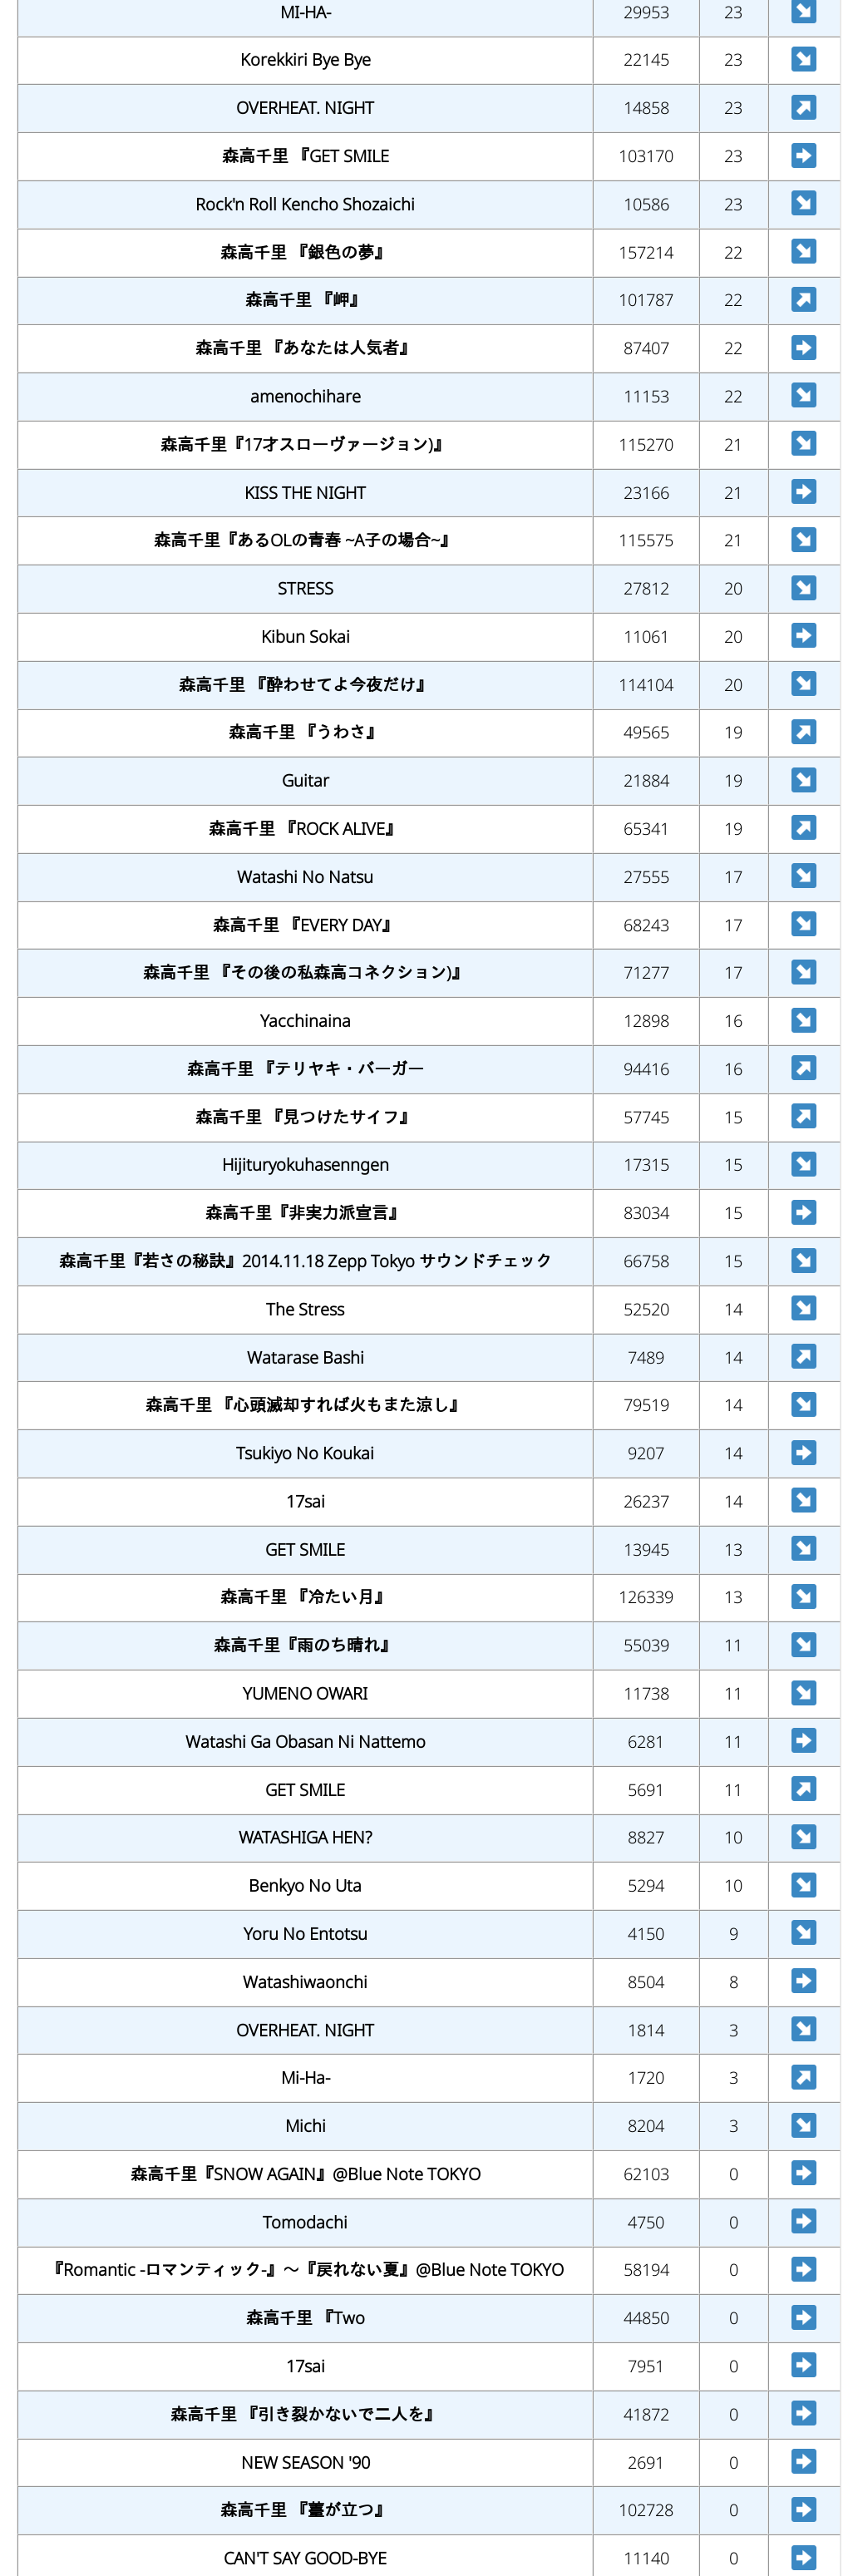 MI-HA- 29953 23
Korekkiri Bye Bye 22145 23
OVERHEAT. NIGHT 14858 23
森高千里 『GET SMILE 103170 23
Rock'n Roll Kencho Shozaichi 10586 23
森高千里 『銀色の夢』 157214 22
森高千里 『岬』 101787 22
森高千里 『あなたは人気者』 87407 22
amenochihare 11153 22
森高千里『17才スローヴァージョン)』 115270 21
KISS THE NIGHT 23166 21
森高千里『あるOLの青春 ~A子の場合~』 115575 21
STRESS 27812 20
Kibun Sokai 11061 20
森高千里 『酔わせてよ今夜だけ』 114104 20
森高千里 『うわさ』 49565 19
Guitar 21884 19
森高千里 『ROCK ALIVE』 65341 19
Watashi No Natsu 27555 17
森高千里 『EVERY DAY』 68243 17
森高千里 『その後の私森高コネクション)』 71277 17
Yacchinaina 12898 16
森高千里 『テリヤキ・バーガー 94416 16
森高千里 『見つけたサイフ』 57745 15
Hijituryokuhasenngen 17315 15
森高千里『非実力派宣言』 83034 15
森高千里『若さの秘訣』2014.11.18 Zepp Tokyo サウンドチェック 66758 15
The Stress 52520 14
Watarase Bashi 7489 14
森高千里 『心頭滅却すれば火もまた涼し』 79519 14
Tsukiyo No Koukai 9207 14
17sai 26237 14
GET SMILE 13945 13
森高千里 『冷たい月』 126339 13
森高千里『雨のち晴れ』 55039 11
YUMENO OWARI 11738 11
Watashi Ga Obasan Ni Nattemo 6281 11
GET SMILE 5691 11
WATASHIGA HEN? 8827 10
Benkyo No Uta 5294 10
Yoru No Entotsu 4150 9
Watashiwaonchi 8504 8
OVERHEAT. NIGHT 1814 3
Mi-Ha- 1720 3
Michi 8204 3
森高千里『SNOW AGAIN』@Blue Note TOKYO 62103 0
Tomodachi 4750 0
『Romantic -ロマンティック-』〜『戻れない夏』@Blue Note TOKYO 58194 0
森高千里 『Two 44850 0
17sai 7951 0
森高千里 『引き裂かないで二人を』 41872 0
NEW SEASON '90 2691 0
森高千里 『薹が立つ』 102728 0
CAN'T SAY GOOD-BYE 11140 0